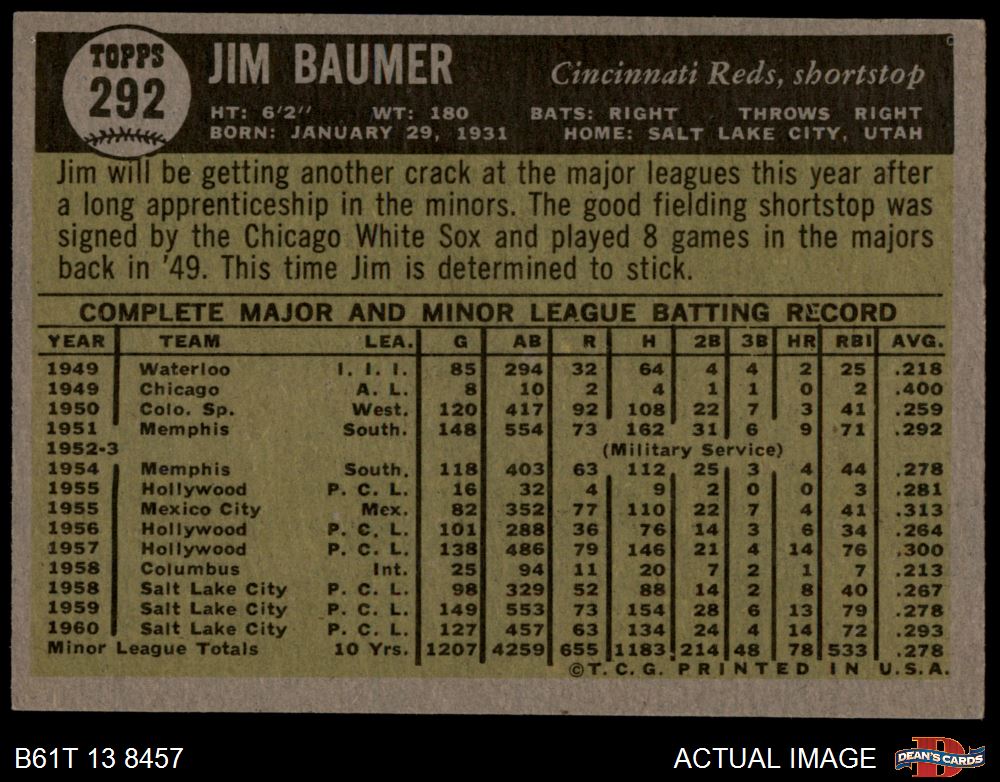 TOPPS
292
JIM BAUMER
Cincinnati Reds, shortstop
HT: 6'2" WT: 180 BATS: RIGHT THROWS RIGHT
BORN: JANUARY 29, 1931 HOME: SALT LAKE CITY, UTAH
Jim will be getting another crack at the major leagues this year after
a long apprenticeship in the minors. The good fielding shortstop was
signed by the Chicago White Sox and played 8 games in the majors
back in '49. This time Jim is determined to stick.
COMPLETE MAJOR AND MINOR LEAGUE BATTING RECORD
YEAR TEAM LEA. G AB R H 2B 3B HR RBI AVG.
1949 Waterloo I. I. I. 85 294 32 64 4 4 2 25 .218
1949 Chicago A. L. 8 10 2 4 1 1 0 2 .400
1950 Colo. Sp. West. 120 417 92 108 22 7 3 41 .259
1951 Memphis South. 148 554 73 162 31 6 9 71 .292
1952-3 (Military Service)
1954 Memphis South. 118 403 63 112 25 3 4 44 .278
1955 Hollywood P. C. L. 16 32 4 9 2 0 0 3 .281
1955 Mexico City Mex. 82 352 77 110 22 7 4 41 .313
1956 Hollywood P. C. L. 101 288 36 76 14 3 6 34 .264
1957 Hollywood P. C. L. 138 486 79 146 21 4 14 76 .300
1958 Columbus Int. 25 94 11 20 7 2 1 7 .213
1958 Salt Lake City P. C. L. 98 329 52 88 14 2 8 40 .267
1959 Salt Lake City P. C. L. 149 553 73 154 28 6 13 79 .278
1960 Salt Lake City P. C. L. 127 457 63 134 24 4 14 72 .293
Minor League Totals 10 Yrs. 1207 4259 655 1183 214 48 78 533 .278
©T.C.G. PRINTED IN U.S.A.
B61T 13 8457 ACTUAL IMAGE D DEAN'S CARDS